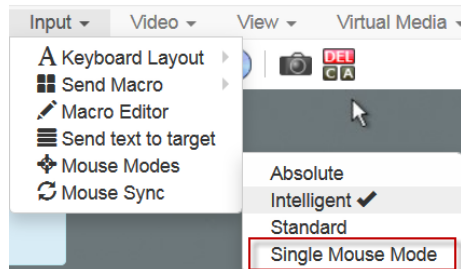 Input Video View Virtual Media
A Keyboard Layout
Send Macro
Macro Editor
Send text to target
Mouse Modes
Mouse Sync
DEL
C A
Absolute
Intelligent
Standard
Single Mouse Mode